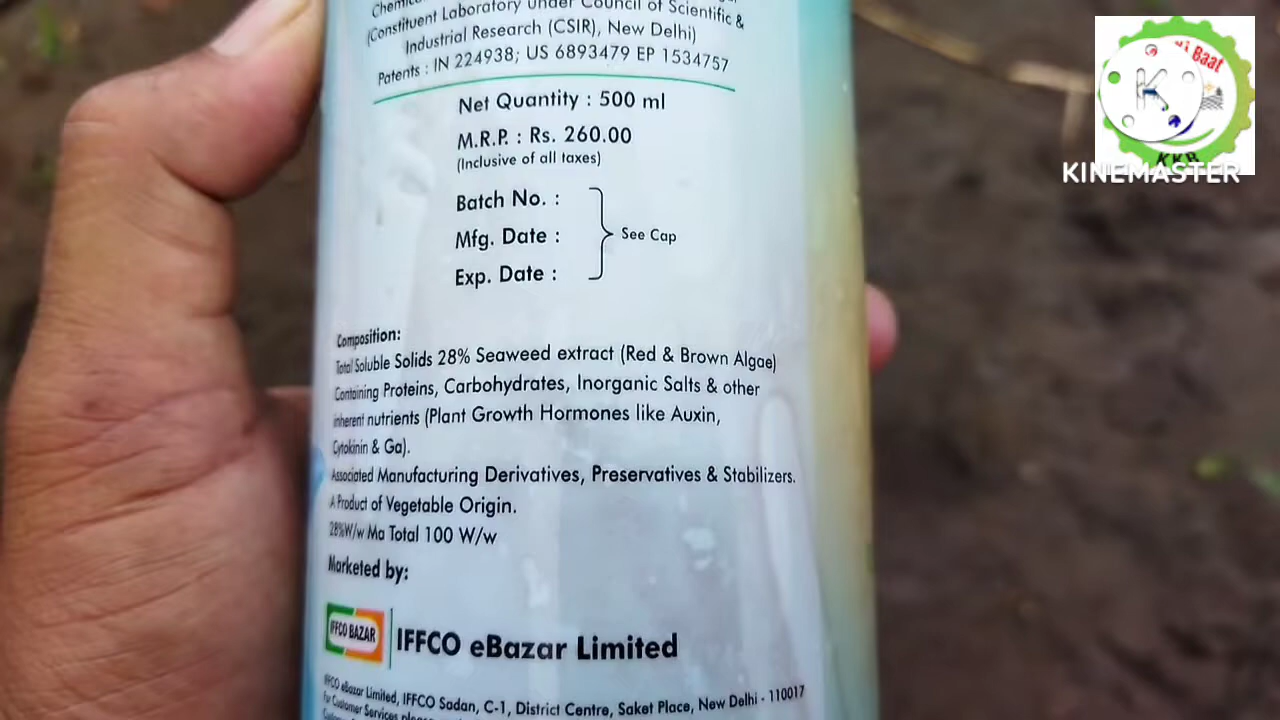 (Constituent Laboratory Under Council of Scientific &
Industrial Research (CSIR), New Delhi)
Patents : IN 224938; US 6893479 EP 1534757
Net Quantity : 500 ml
M.R.P. : Rs. 260.00
(Inclusive of all taxes)
Batch No. :
Mfg. Date :
Exp. Date :
See Cap
Composition:
Total Soluble Solids 28% Seaweed extract (Red & Brown Algae)
Containing Proteins, Carbohydrates, Inorganic Salts & other
inherent nutrients (Plant Growth Hormones like Auxin,
Cytokinin & Ga).
Associated Manufacturing Derivatives, Preservatives & Stabilizers.
A Product of Vegetable Origin.
28%W/w Ma Total 100 W/w
Marketed by:
IFFCO BAZAR
IFFCO eBazar Limited
IFFCO eBazar Limited, IFFCO Sadan, C-1, District Centre, Saket Place, New Delhi - 110017
For Customer Services
K
Baat
KKB
KINEMASTER